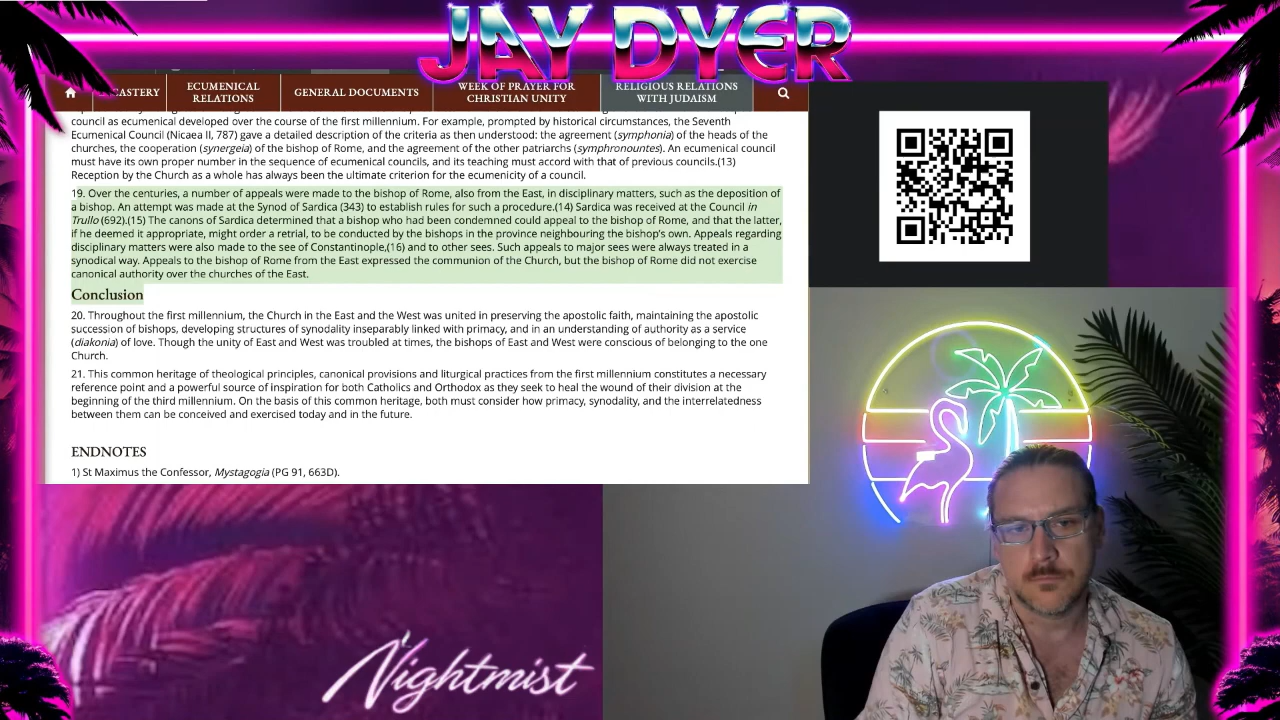 JAY DYER
ECUMENICAL
RELATIONS
GENERAL DOCUMENTS
WEEK OF PRAYER FOR
CHRISTIAN UNITY
RELIGIOUS RELATIONS
WITH JUDAISM
council as ecumenical developed over the course of the first millennium. For example, prompted by historical circumstances, the Seventh
Ecumenical Council (Nicaea II, 787) gave a detailed description of the criteria as then understood: the agreement (symphonia) of the heads of the
churches, the cooperation (synergeia) of the bishop of Rome, and the agreement of the other patriarchs (symphronountes). An ecumenical council
must have its own proper number in the sequence of ecumenical councils, and its teaching must accord with that of previous councils.(13)
Reception by the Church as a whole has always been the ultimate criterion for the ecumenicity of a council.
19. Over the centuries, a number of appeals were made to the bishop of Rome, also from the East, in disciplinary matters, such as the deposition of
a bishop. An attempt was made at the Synod of Sardica (343) to establish rules for such a procedure.(14) Sardica was received at the Council in
Trullo (692).(15) The canons of Sardica determined that a bishop who had been condemned could appeal to the bishop of Rome, and that the latter,
if he deemed it appropriate, might order a retrial, to be conducted by the bishops in the province neighbouring the bishop's own. Appeals regarding
disciplinary matters were also made to the see of Constantinople,(16) and to other sees. Such appeals to major sees were always treated in a
synodical way. Appeals to the bishop of Rome from the East expressed the communion of the Church, but the bishop of Rome did not exercise
canonical authority over the churches of the East.
Conclusion
20. Throughout the first millennium, the Church in the East and the West was united in preserving the apostolic faith, maintaining the apostolic
succession of bishops, developing structures of synodality inseparably linked with primacy, and in an understanding of authority as a service
(diakonia) of love. Though the unity of East and West was troubled at times, the bishops of East and West were conscious of belonging to the one
Church.
21. This common heritage of theological principles, canonical provisions and liturgical practices from the first millennium constitutes a necessary
reference point and a powerful source of inspiration for both Catholics and Orthodox as they seek to heal the wound of their division at the
beginning of the third millennium. On the basis of this common heritage, both must consider how primacy, synodality, and the interrelatedness
between them can be conceived and exercised today and in the future.
ENDNOTES
1) St Maximus the Confessor, Mystagogia (PG 91, 663D).
Nightmist